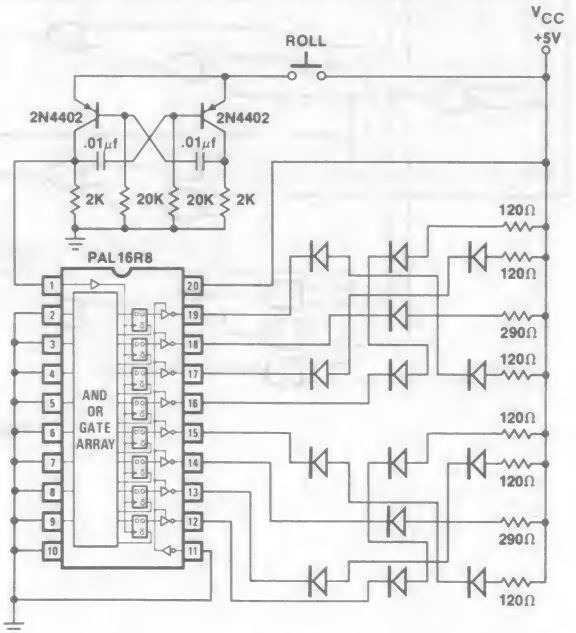 VCC
+5V
ROLL
2N4402
2N4402
.01µf
.01µf
2K
20K
20K
2K
PAL16R8
120Ω
120Ω
290Ω
120Ω
120Ω
120Ω
290Ω
120Ω
1
2
3
4
5
6
7
8
9
10
AND
OR
GATE
ARRAY
20
19
18
17
16
15
14
13
12
11